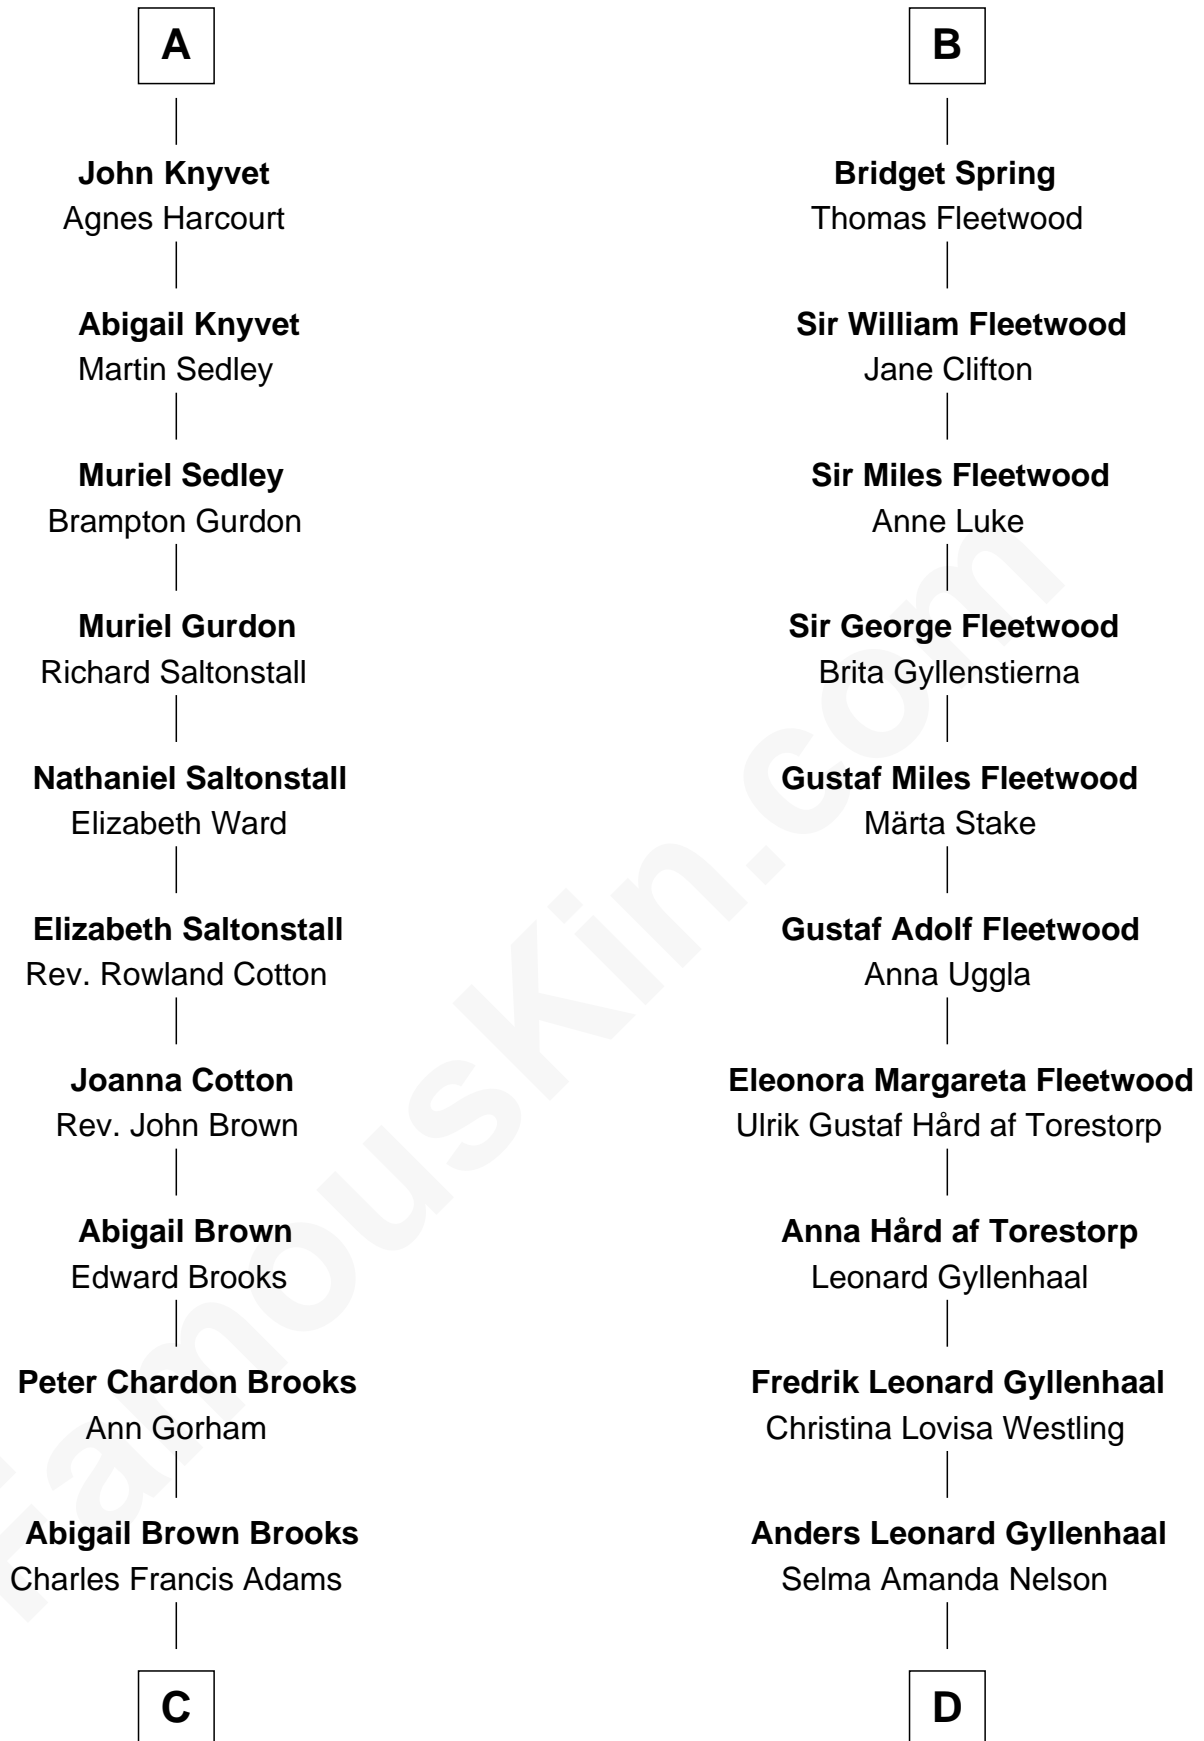 A
John Knyvet
Agnes Harcourt
Abigail Knyvet
Martin Sedley
Muriel Sedley
Brampton Gurdon
Muriel Gurdon
Richard Saltonstall
Nathaniel Saltonstall
Elizabeth Ward
Elizabeth Saltonstall
Rev. Rowland Cotton
Joanna Cotton
Rev. John Brown
Abigail Brown
Edward Brooks
Peter Chardon Brooks
Ann Gorham
Abigail Brown Brooks
Charles Francis Adams
C
B
Bridget Spring
Thomas Fleetwood
Sir William Fleetwood
Jane Clifton
Sir Miles Fleetwood
Anne Luke
Sir George Fleetwood
Brita Gyllenstierna
Gustaf Miles Fleetwood
Märta Stake
Gustaf Adolf Fleetwood
Anna Uggla
Eleonora Margareta Fleetwood
Ulrik Gustaf Hård af Torestorp
Anna Hård af Torestorp
Leonard Gyllenhaal
Fredrik Leonard Gyllenhaal
Christina Lovisa Westling
Anders Leonard Gyllenhaal
Selma Amanda Nelson
D
FamousKin.com